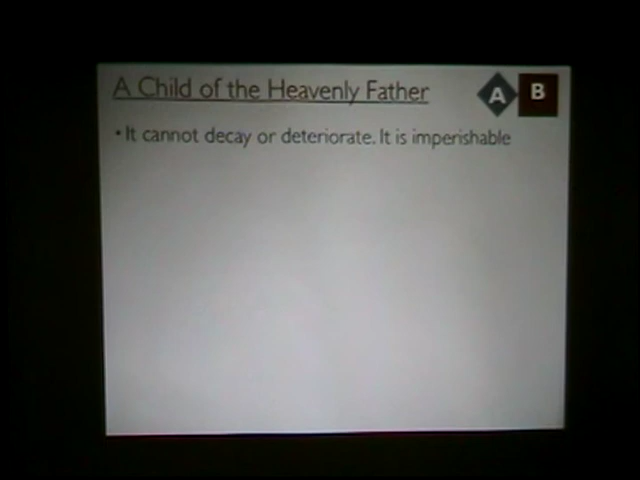 A Child of the Heavenly Father
A B
• It cannot decay or deteriorate. It is imperishable